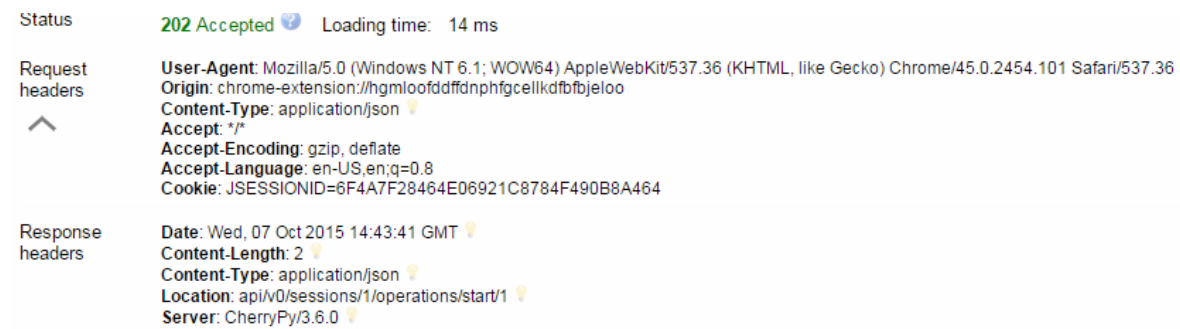 Status 202 Accepted ? Loading time: 14 ms
Request headers
User-Agent: Mozilla/5.0 (Windows NT 6.1; WOW64) AppleWebKit/537.36 (KHTML, like Gecko) Chrome/45.0.2454.101 Safari/537.36
Origin: chrome-extension://hgmloofddffdnphfgcellkdfbfbjeloo
Content-Type: application/json
Accept: */*
Accept-Encoding: gzip, deflate
Accept-Language: en-US,en;q=0.8
Cookie: JSESSIONID=6F4A7F28464E06921C8784F490B8A464
Response headers
Date: Wed, 07 Oct 2015 14:43:41 GMT
Content-Length: 2
Content-Type: application/json
Location: api/v0/sessions/1/operations/start/1
Server: CherryPy/3.6.0